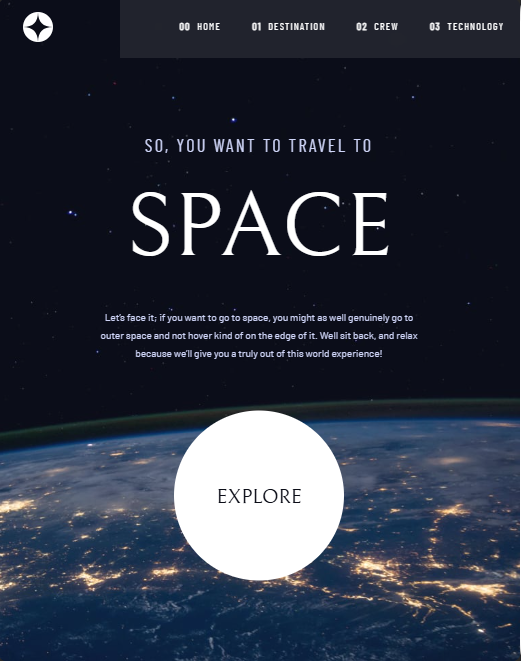 00 HOME 01 DESTINATION 02 CREW 03 TECHNOLOGY
SO, YOU WANT TO TRAVEL TO
SPACE
Let's face it; if you want to go to space, you might as well genuinely go to
outer space and not hover kind of on the edge of it. Well sit back, and relax
because we'll give you a truly out of this world experience!
EXPLORE